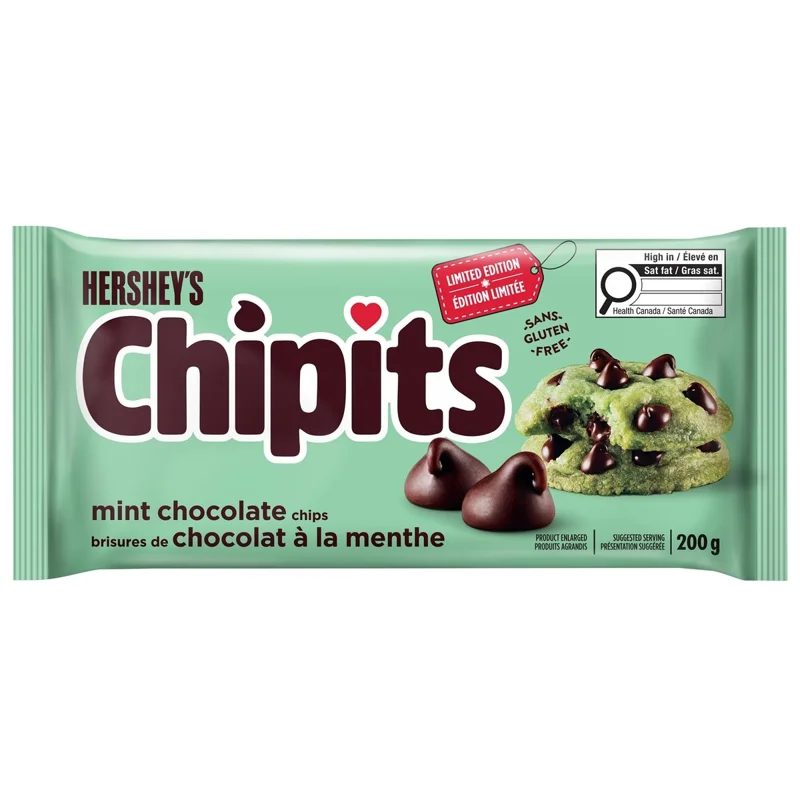 HERSHEY'S
Chipits
LIMITED EDITION
ÉDITION LIMITÉE
SANS
GLUTEN
FREE
High in / Élevé en
Sat fat / Gras sat.
Health Canada / Santé Canada
mint chocolate chips
brisures de chocolat à la menthe
PRODUCT ENLARGED
PRODUITS AGRANDIS
SUGGESTED SERVING
PRÉSENTATION SUGGÉRÉE
200 g